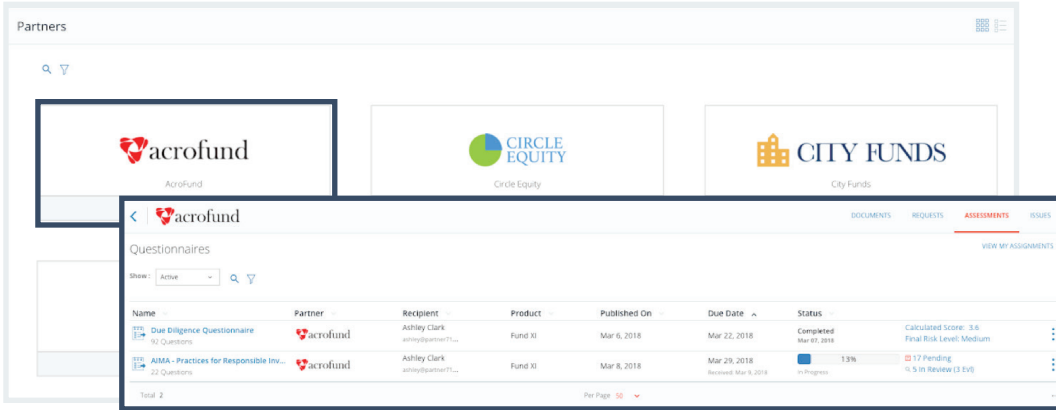 Partners
acrofund
AcroFund
CIRCLE
EQUITY
Circle Equity
CITY FUNDS
City Funds
acrofund
DOCUMENTS REQUESTS ASSESSMENTS ISSUES
Questionnaires
VIEW MY ASSIGNMENTS
Show : Active
Name Partner Recipient Product Published On Due Date Status
Due Diligence Questionnaire
92 Questions
acrofund
Ashley Clark
ashley@partner71...
Fund XI
Mar 6, 2018
Mar 22, 2018
Completed
Mar 07, 2018
Calculated Score: 3.6
Final Risk Level: Medium
AIMA - Practices for Responsible Inv...
22 Questions
acrofund
Ashley Clark
ashley@partner71...
Fund XI
Mar 8, 2018
Mar 29, 2018
Received: Mar 9, 2018
13%
In Progress
17 Pending
5 In Review (3 Evl)
Total 2
Per Page 50